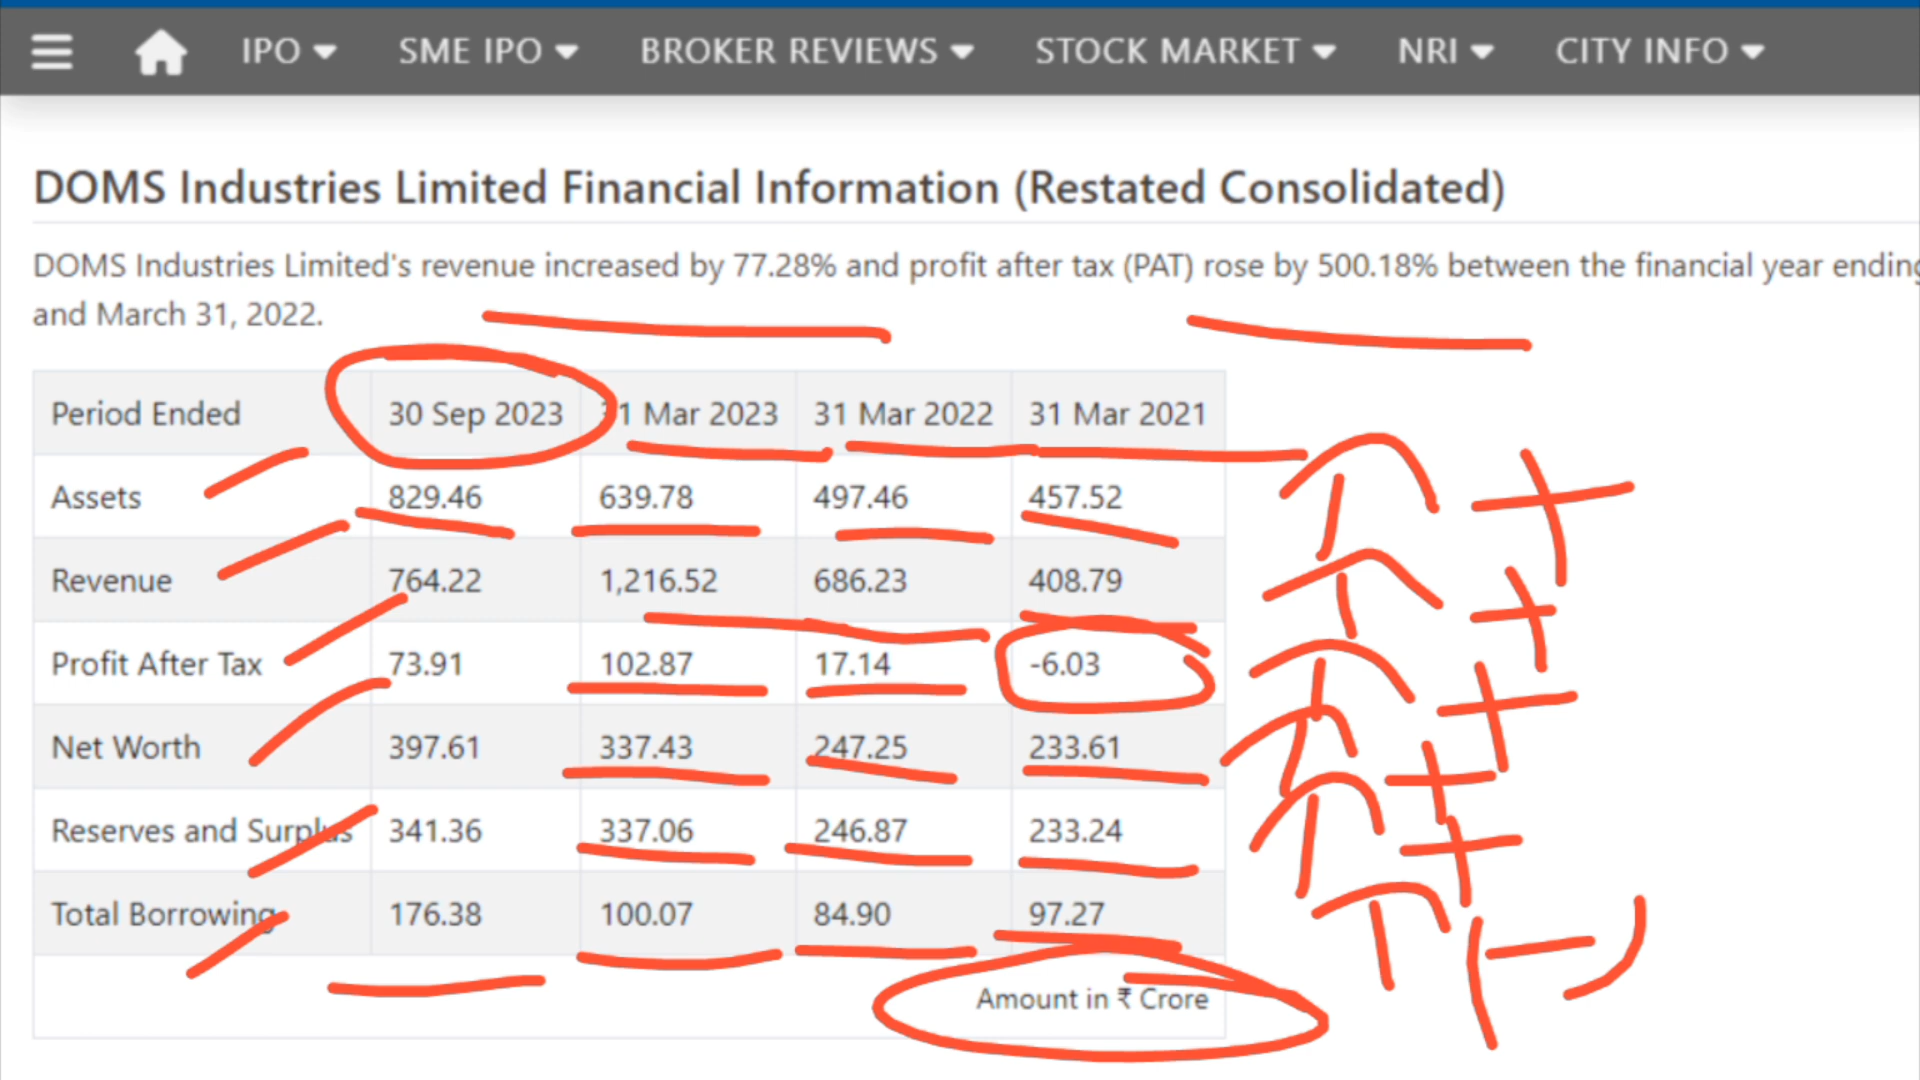 IPO SME IPO BROKER REVIEWS STOCK MARKET NRI CITY INFO
DOMS Industries Limited Financial Information (Restated Consolidated)
DOMS Industries Limited's revenue increased by 77.28% and profit after tax (PAT) rose by 500.18% between the financial year ending
and March 31, 2022.
Period Ended 30 Sep 2023 31 Mar 2023 31 Mar 2022 31 Mar 2021
Assets 829.46 639.78 497.46 457.52
Revenue 764.22 1,216.52 686.23 408.79
Profit After Tax 73.91 102.87 17.14 -6.03
Net Worth 397.61 337.43 247.25 233.61
Reserves and Surplus 341.36 337.06 246.87 233.24
Total Borrowing 176.38 100.07 84.90 97.27
Amount in ₹ Crore